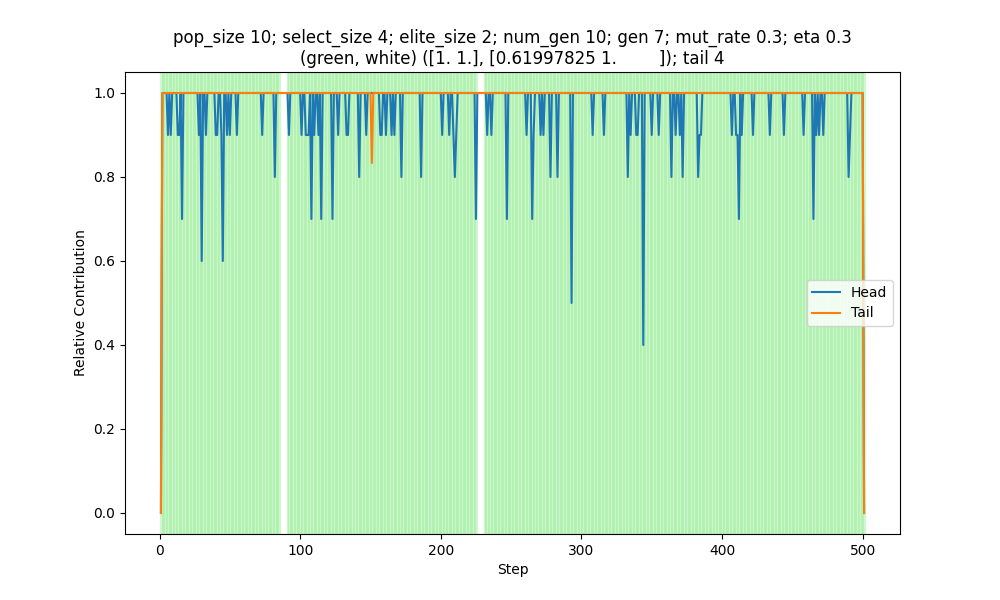 pop_size 10; select_size 4; elite_size 2; num_gen 10; gen 7; mut_rate 0.3; eta 0.3
(green, white) ([1. 1.], [0.61997825 1.        ]); tail 4
1.0
0.8
0.6
0.4
0.2
0.0
Relative Contribution
Head
Tail
0
100
200
300
400
500
Step